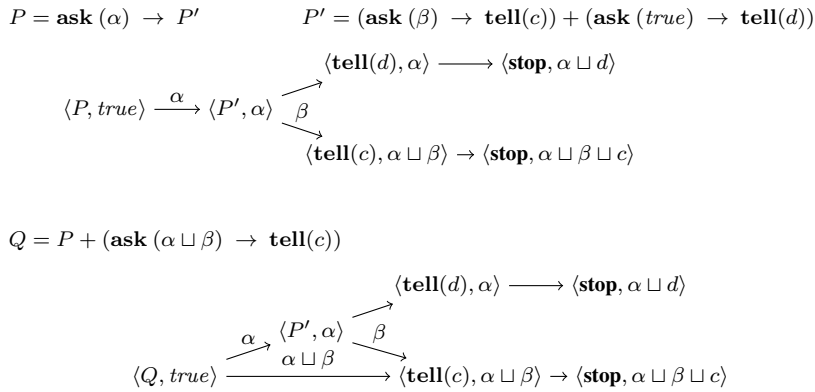 P = ask (α) → P′ P′ = (ask (β) → tell(c)) + (ask (true) → tell(d))
⟨tell(d), α⟩ ⟶ ⟨stop, α ⊔ d⟩
⟨P, true⟩ α⟶ ⟨P′, α⟩ β
⟨tell(c), α ⊔ β⟩ → ⟨stop, α ⊔ β ⊔ c⟩
Q = P + (ask (α ⊔ β) → tell(c))
⟨tell(d), α⟩ ⟶ ⟨stop, α ⊔ d⟩
α ⟨P′, α⟩ β
α ⊔ β
⟨Q, true⟩ ⟶ ⟨tell(c), α ⊔ β⟩ → ⟨stop, α ⊔ β ⊔ c⟩